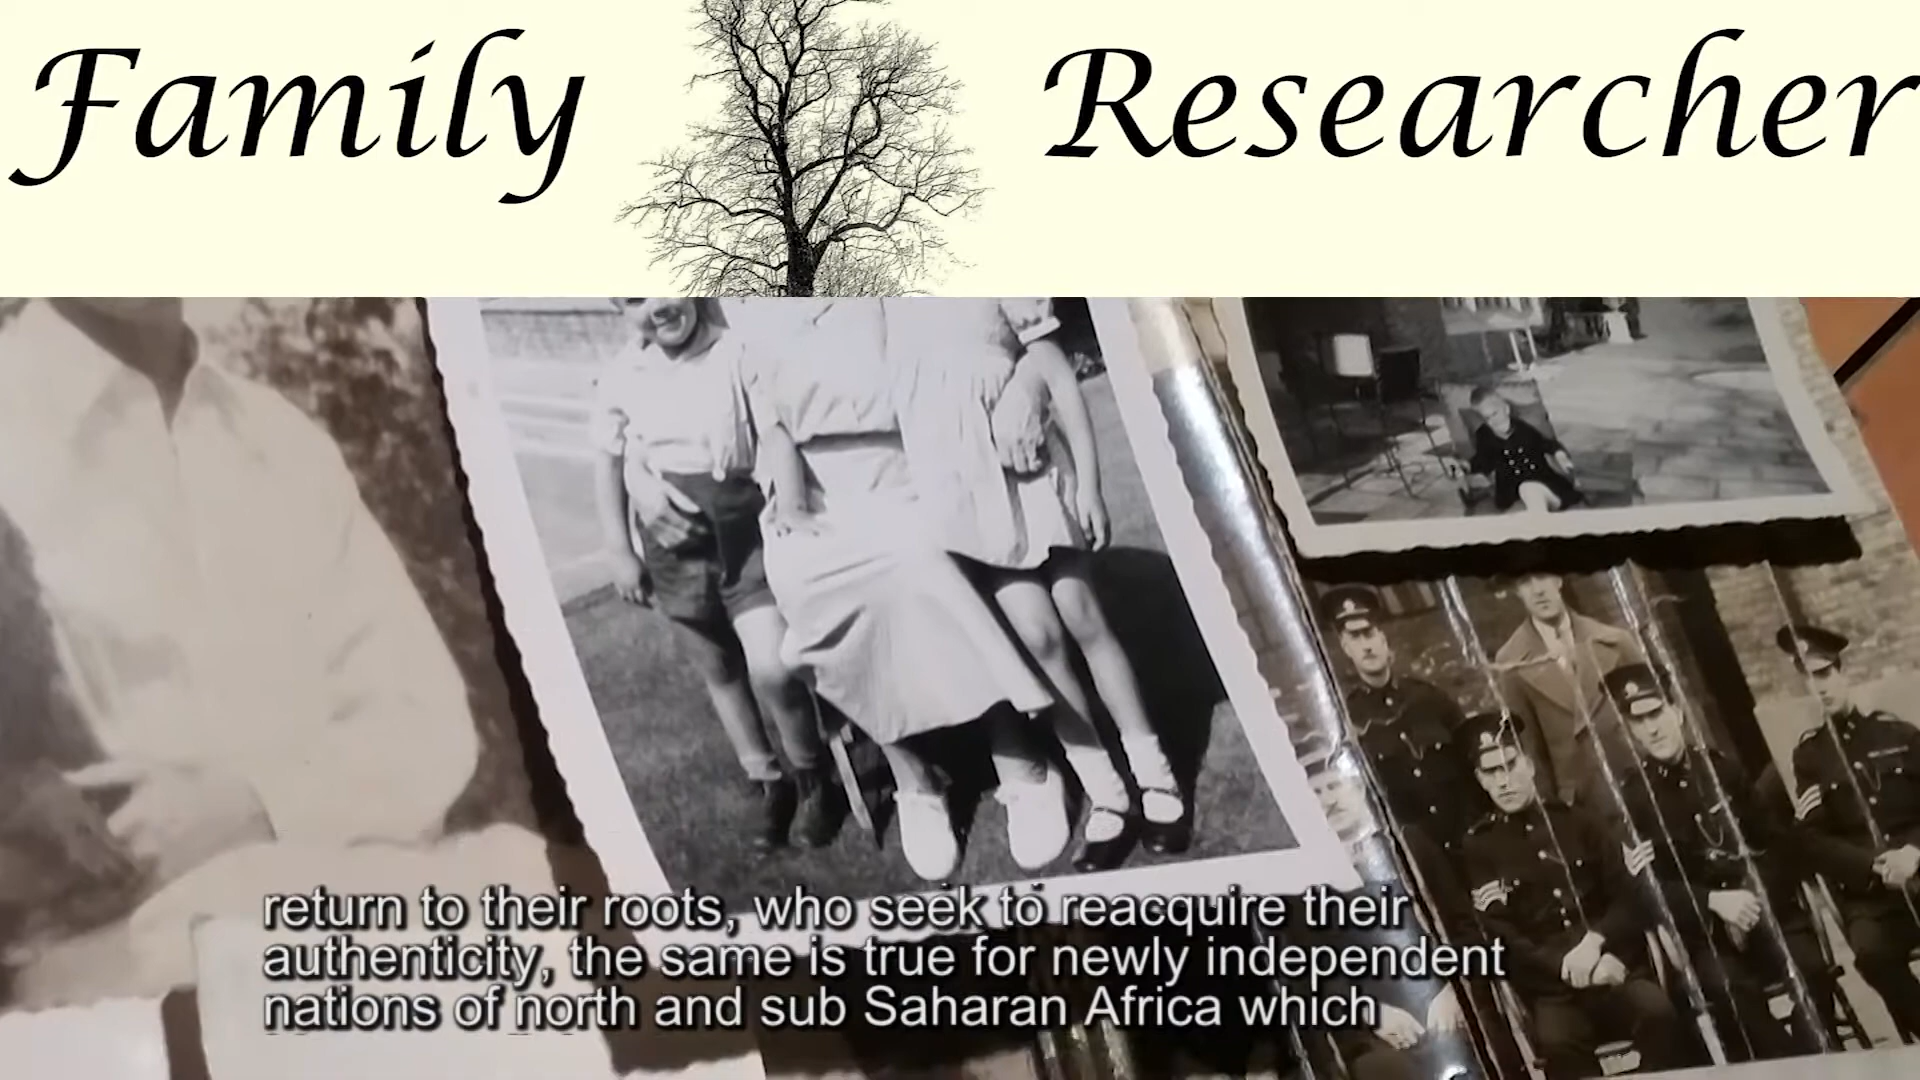 Family Researcher
return to their roots, who seek to reacquire their
authenticity, the same is true for newly independent
nations of north and sub Saharan Africa which